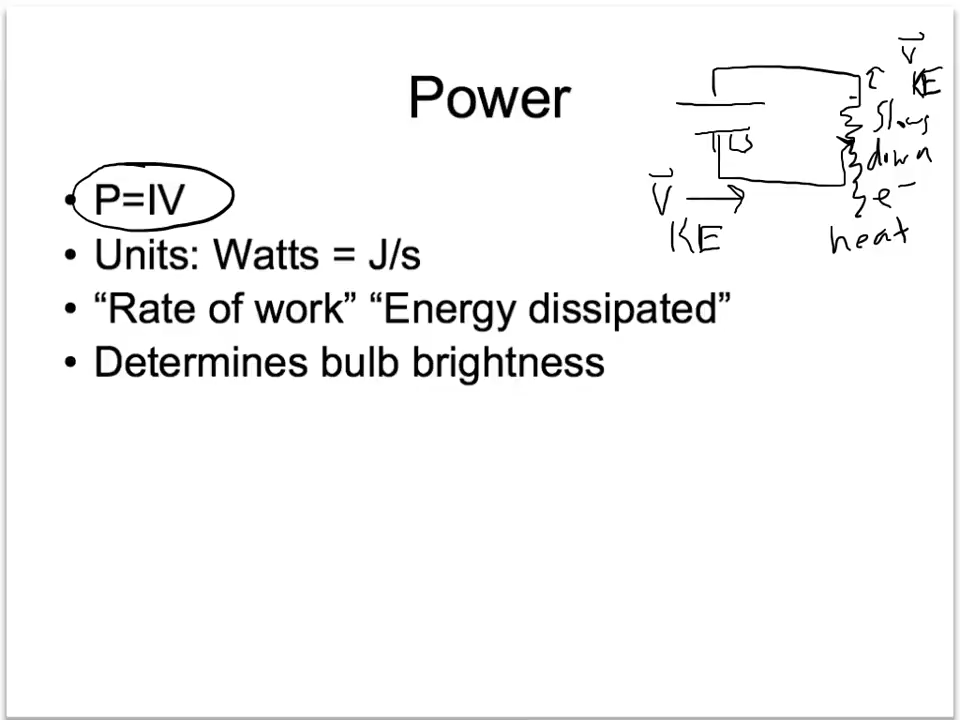 Power
• P=IV
• Units: Watts = J/s
• “Rate of work” “Energy dissipated”
• Determines bulb brightness
V
KE
slows
down
e-
heat
V
KE